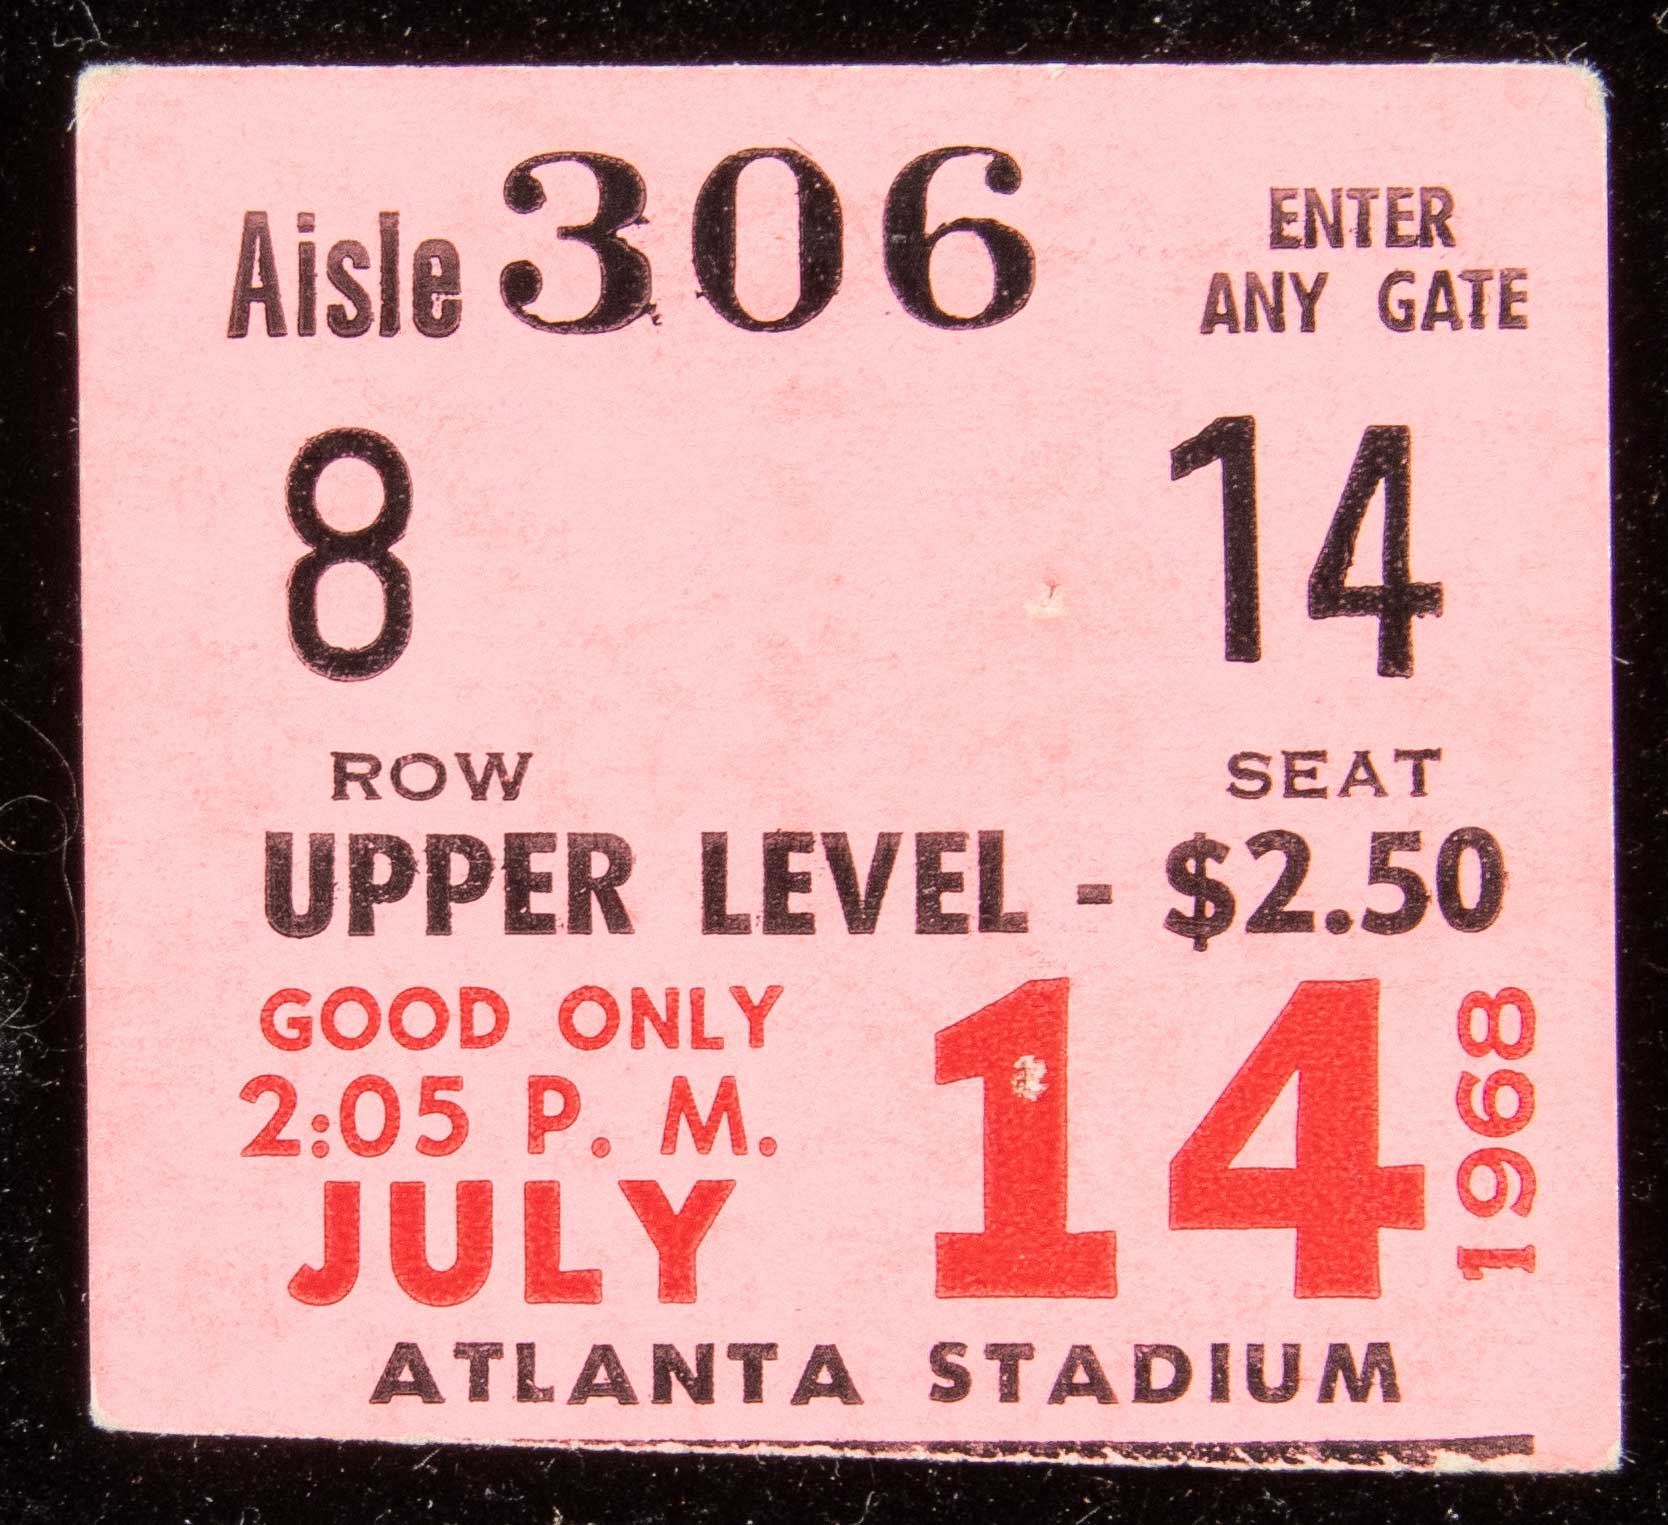 Aisle 306
ENTER
ANY GATE
8 14
ROW SEAT
UPPER LEVEL - $2.50
GOOD ONLY
2:05 P. M.
JULY 14 1968
ATLANTA STADIUM